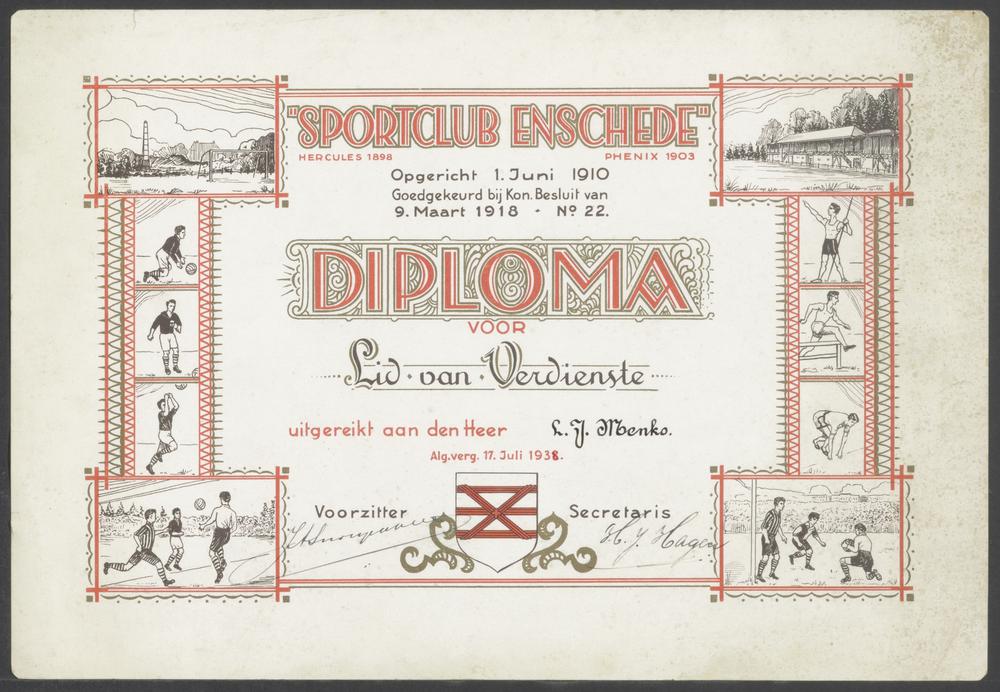 "SPORTCLUB ENSCHEDE"
HERCULES 1898 PHENIX 1903
Opgericht 1. Juni 1910
Goedgekeurd bij Kon. Besluit van
9. Maart 1918 - Nº 22.
DIPLOMA
VOOR
Lid · van · Verdienste
uitgereikt aan den Heer L. J. Menko.
Alg. verg. 17. Juli 1938.
Voorzitter Secretaris
H. J. Hagen